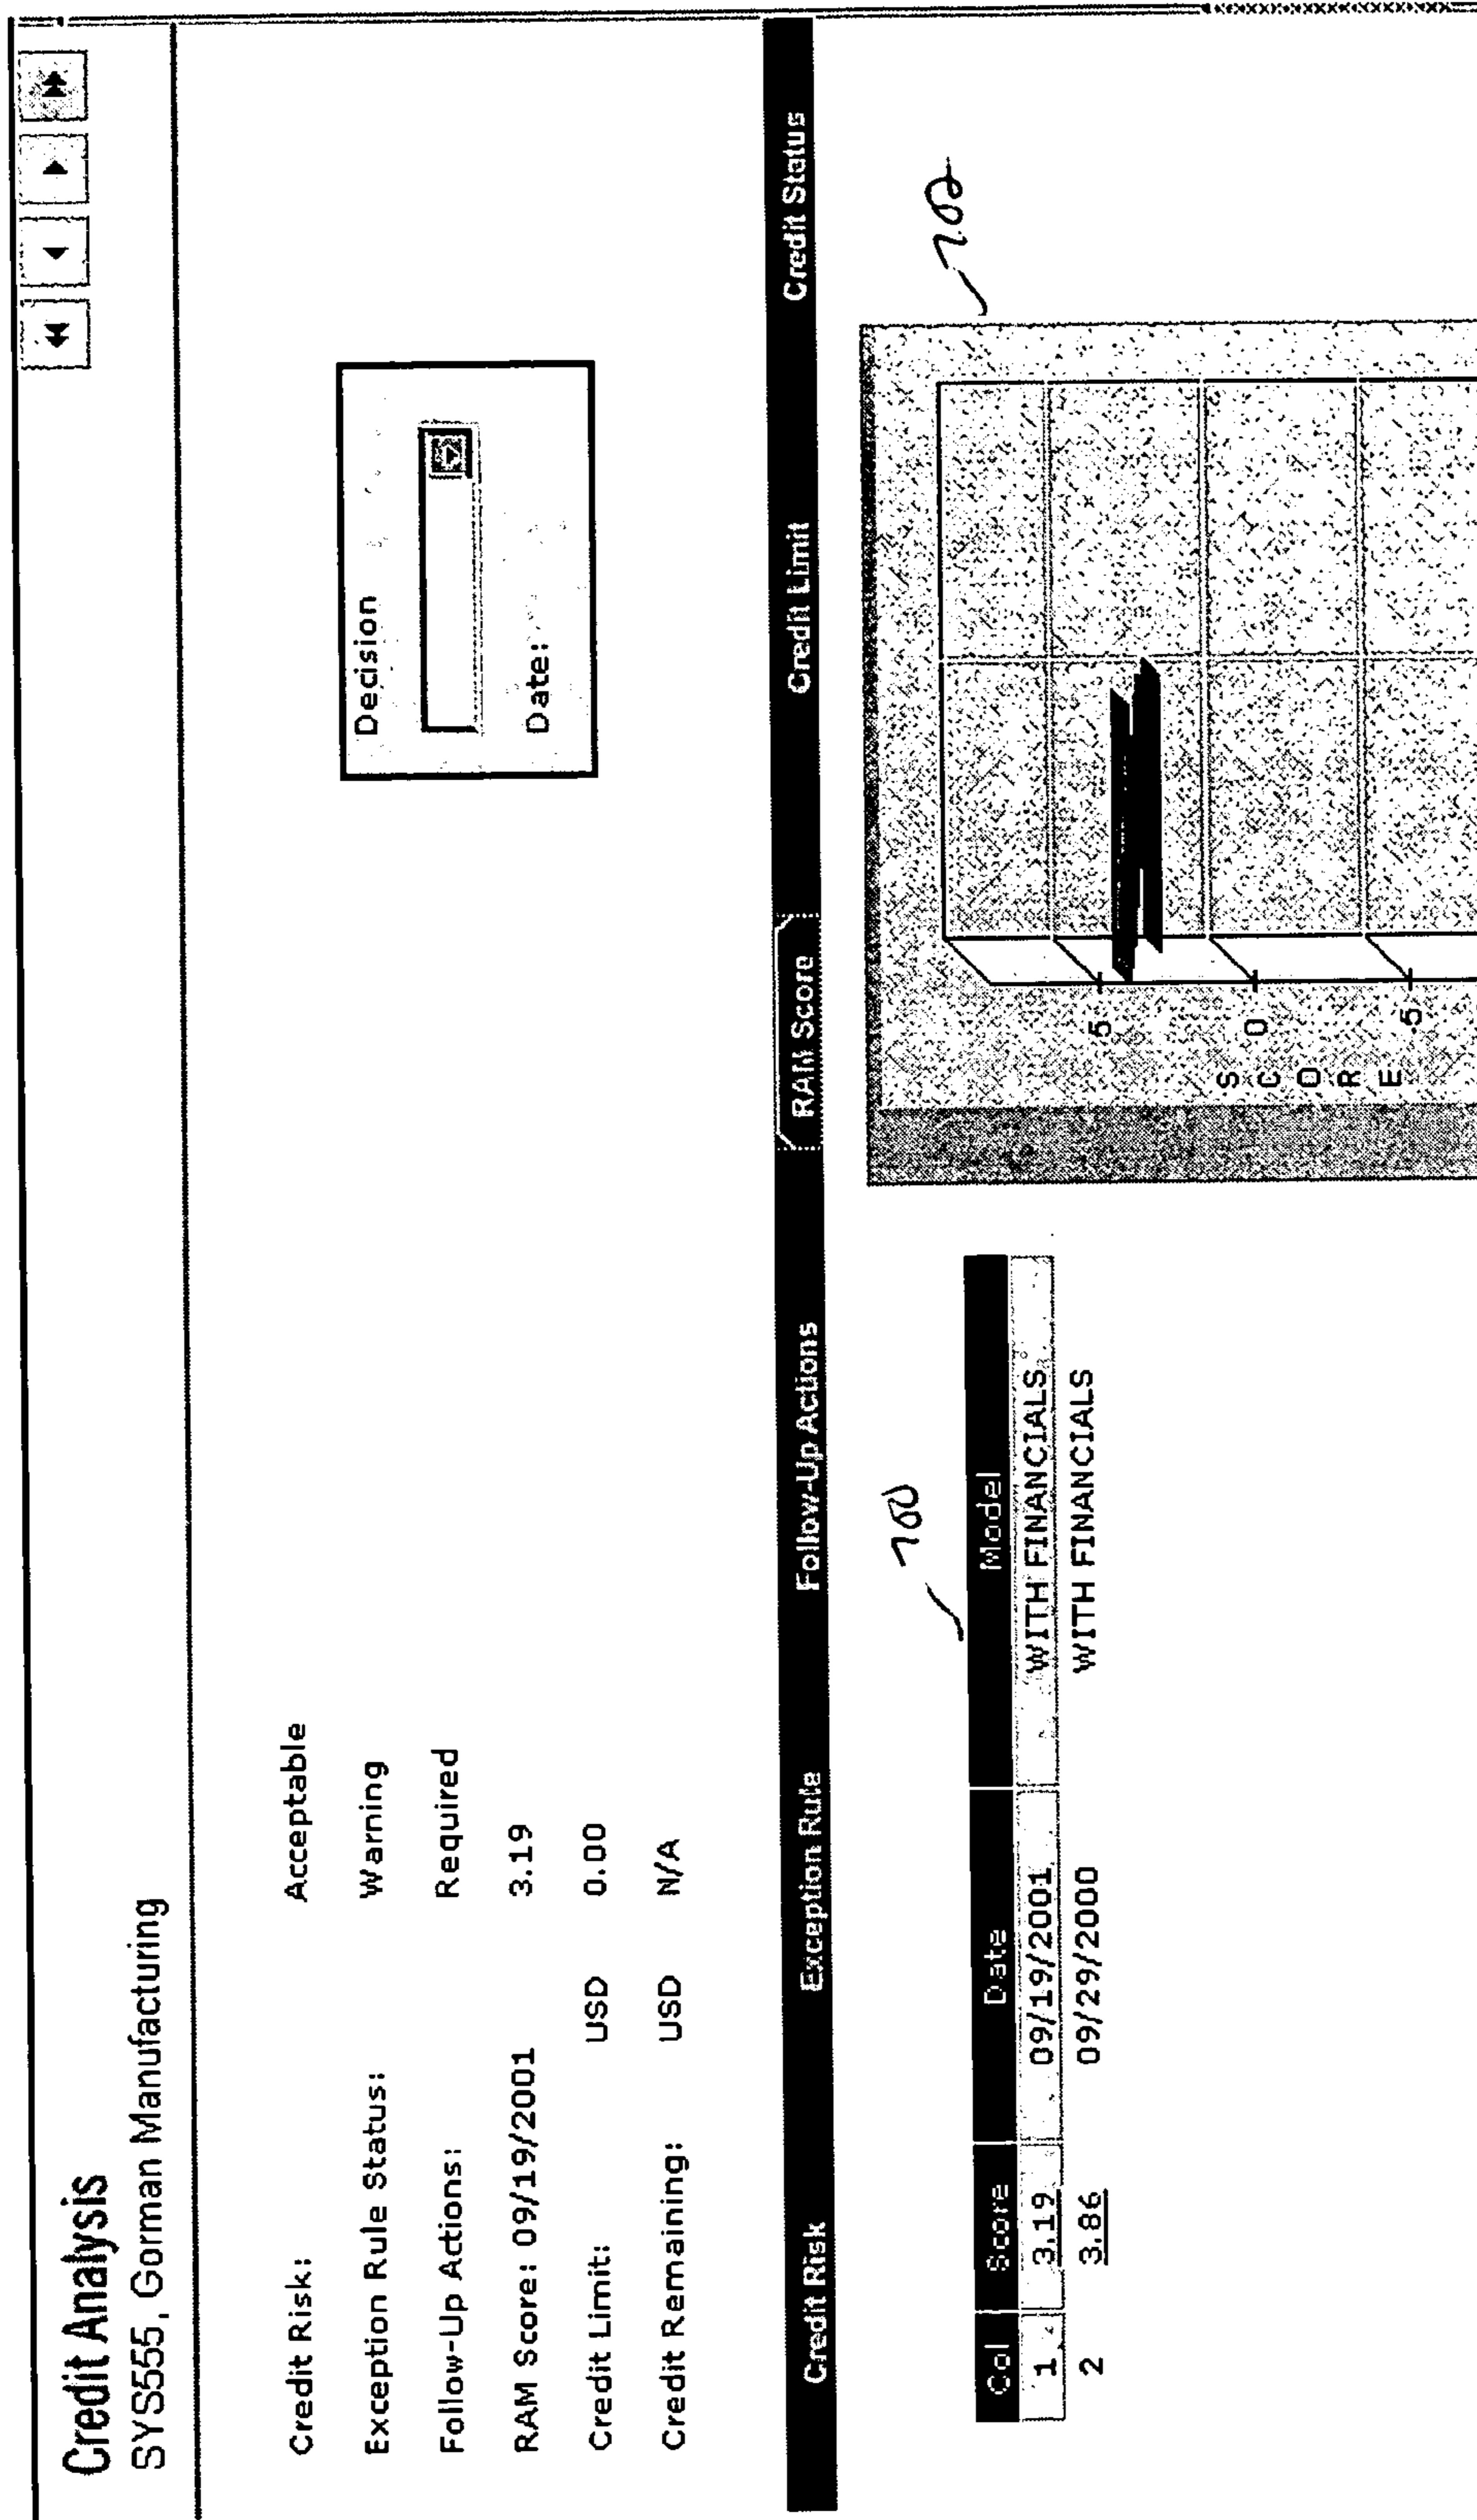 Credit Analysis
SYS555, Gorman Manufacturing
Credit Risk: Acceptable
Exception Rule Status: Warning
Follow-Up Actions: Required
RAM Score: 09/19/2001 3.19
Credit Limit: USD 0.00
Credit Remaining: USD N/A
Decision
Date:
Credit Risk Exception Rule Follow-Up Actions RAM Score Credit Limit Credit Status
700
702
Col Score Date Model
1 3.19 09/19/2001 WITH FINANCIALS
2 3.86 09/29/2000 WITH FINANCIALS
SCORE
5
0
-5